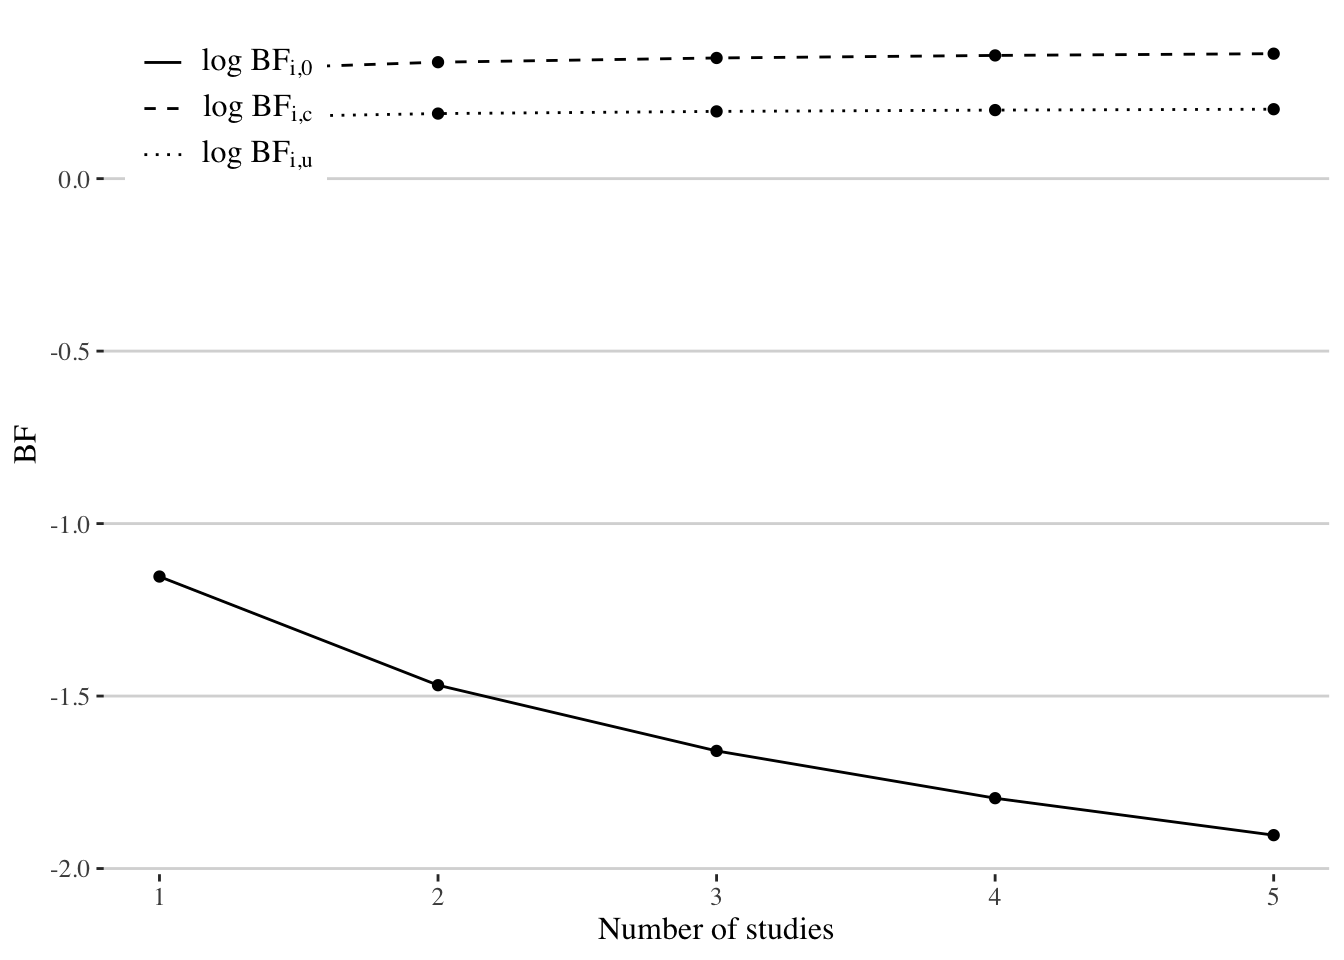 log BFi,0
log BFi,c
log BFi,u
0.0
-0.5
-1.0
-1.5
-2.0
BF
1 2 3 4 5
Number of studies